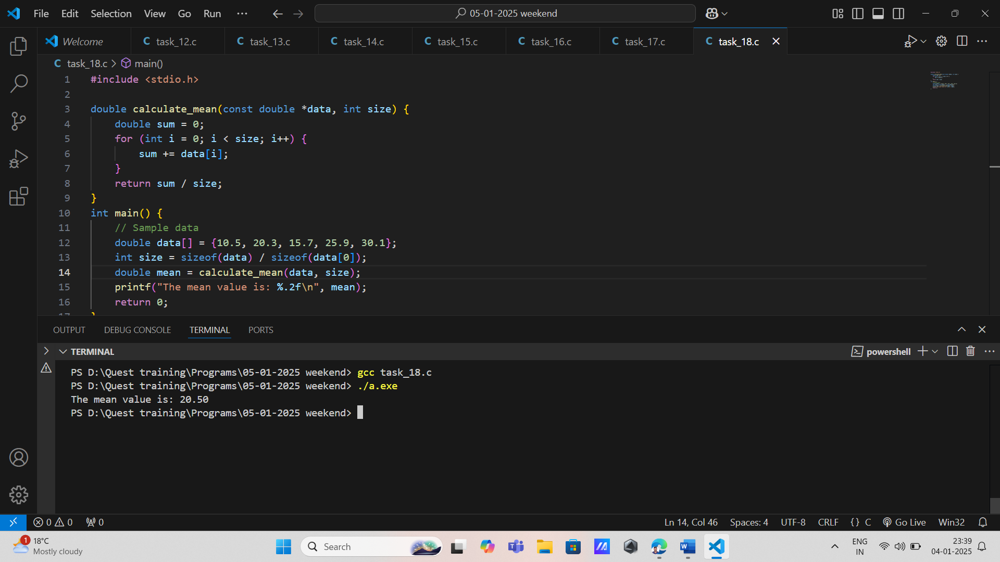 File Edit Selection View Go Run ··· 05-01-2025 weekend
Welcome C task_12.c C task_13.c C task_14.c C task_15.c C task_16.c C task_17.c C task_18.c
C task_18.c > main()
1 #include <stdio.h>
2
3 double calculate_mean(const double *data, int size) {
4 double sum = 0;
5 for (int i = 0; i < size; i++) {
6 sum += data[i];
7 }
8 return sum / size;
9 }
10 int main() {
11 // Sample data
12 double data[] = {10.5, 20.3, 15.7, 25.9, 30.1};
13 int size = sizeof(data) / sizeof(data[0]);
14 double mean = calculate_mean(data, size);
15 printf("The mean value is: %.2f\n", mean);
16 return 0;
17 }
OUTPUT DEBUG CONSOLE TERMINAL PORTS
TERMINAL powershell
PS D:\Quest training\Programs\05-01-2025 weekend> gcc task_18.c
PS D:\Quest training\Programs\05-01-2025 weekend> ./a.exe
The mean value is: 20.50
PS D:\Quest training\Programs\05-01-2025 weekend>
0 0 0 Ln 14, Col 46 Spaces: 4 UTF-8 CRLF {} C Go Live Win32
1 18°C
Mostly cloudy
Search
ENG
IN
23:39
04-01-2025